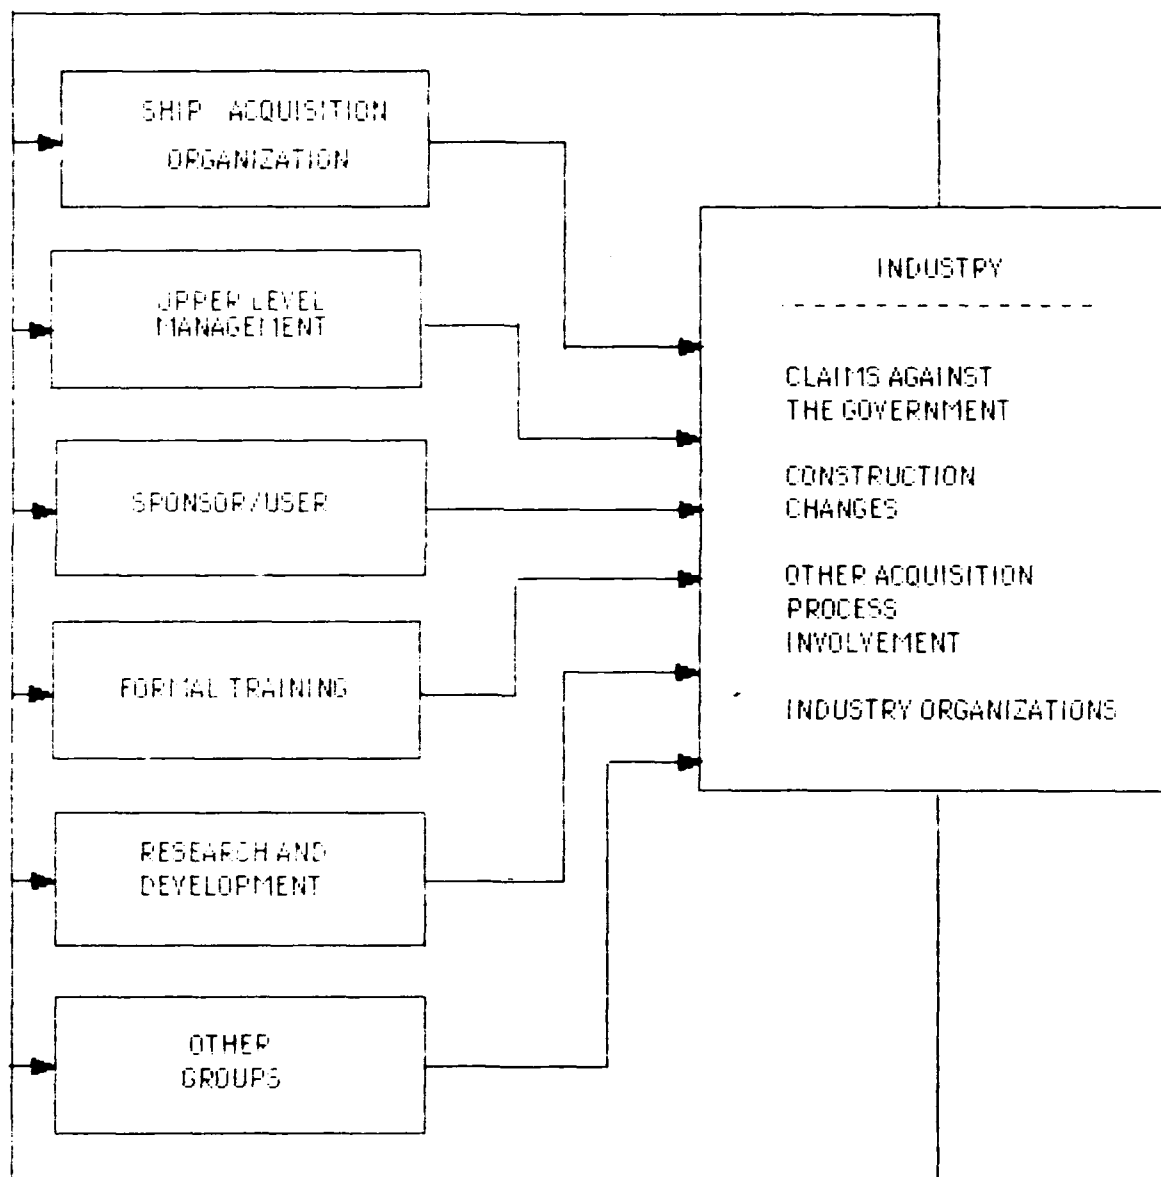 SHIP ACQUISITION
ORGANIZATION
UPPER LEVEL
MANAGEMENT
SPONSOR/USER
FORMAL TRAINING
RESEARCH AND
DEVELOPMENT
OTHER
GROUPS
INDUSTRY
CLAIMS AGAINST
THE GOVERNMENT
CONSTRUCTION
CHANGES
OTHER ACQUISITION
PROCESS
INVOLVEMENT
INDUSTRY ORGANIZATIONS